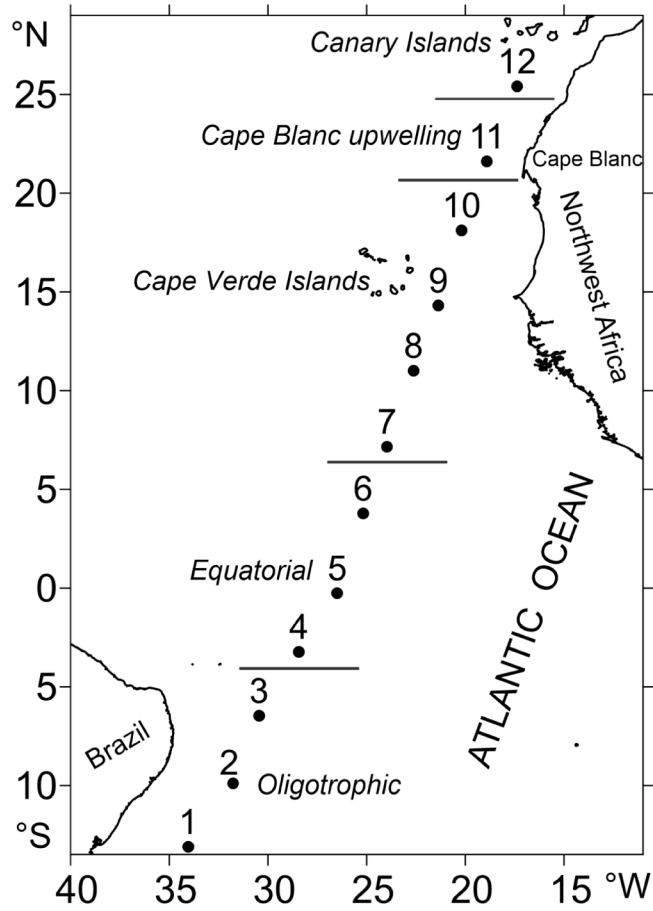 °N
Canary Islands
12
25
Cape Blanc upwelling
11
Cape Blanc
20
10
Northwest Africa
Cape Verde Islands
9
15
8
10
7
5
6
ATLANTIC OCEAN
Equatorial
5
0
4
5
3
Brazil
2
10
Oligotrophic
1
°S
40
35
30
25
20
15
°W